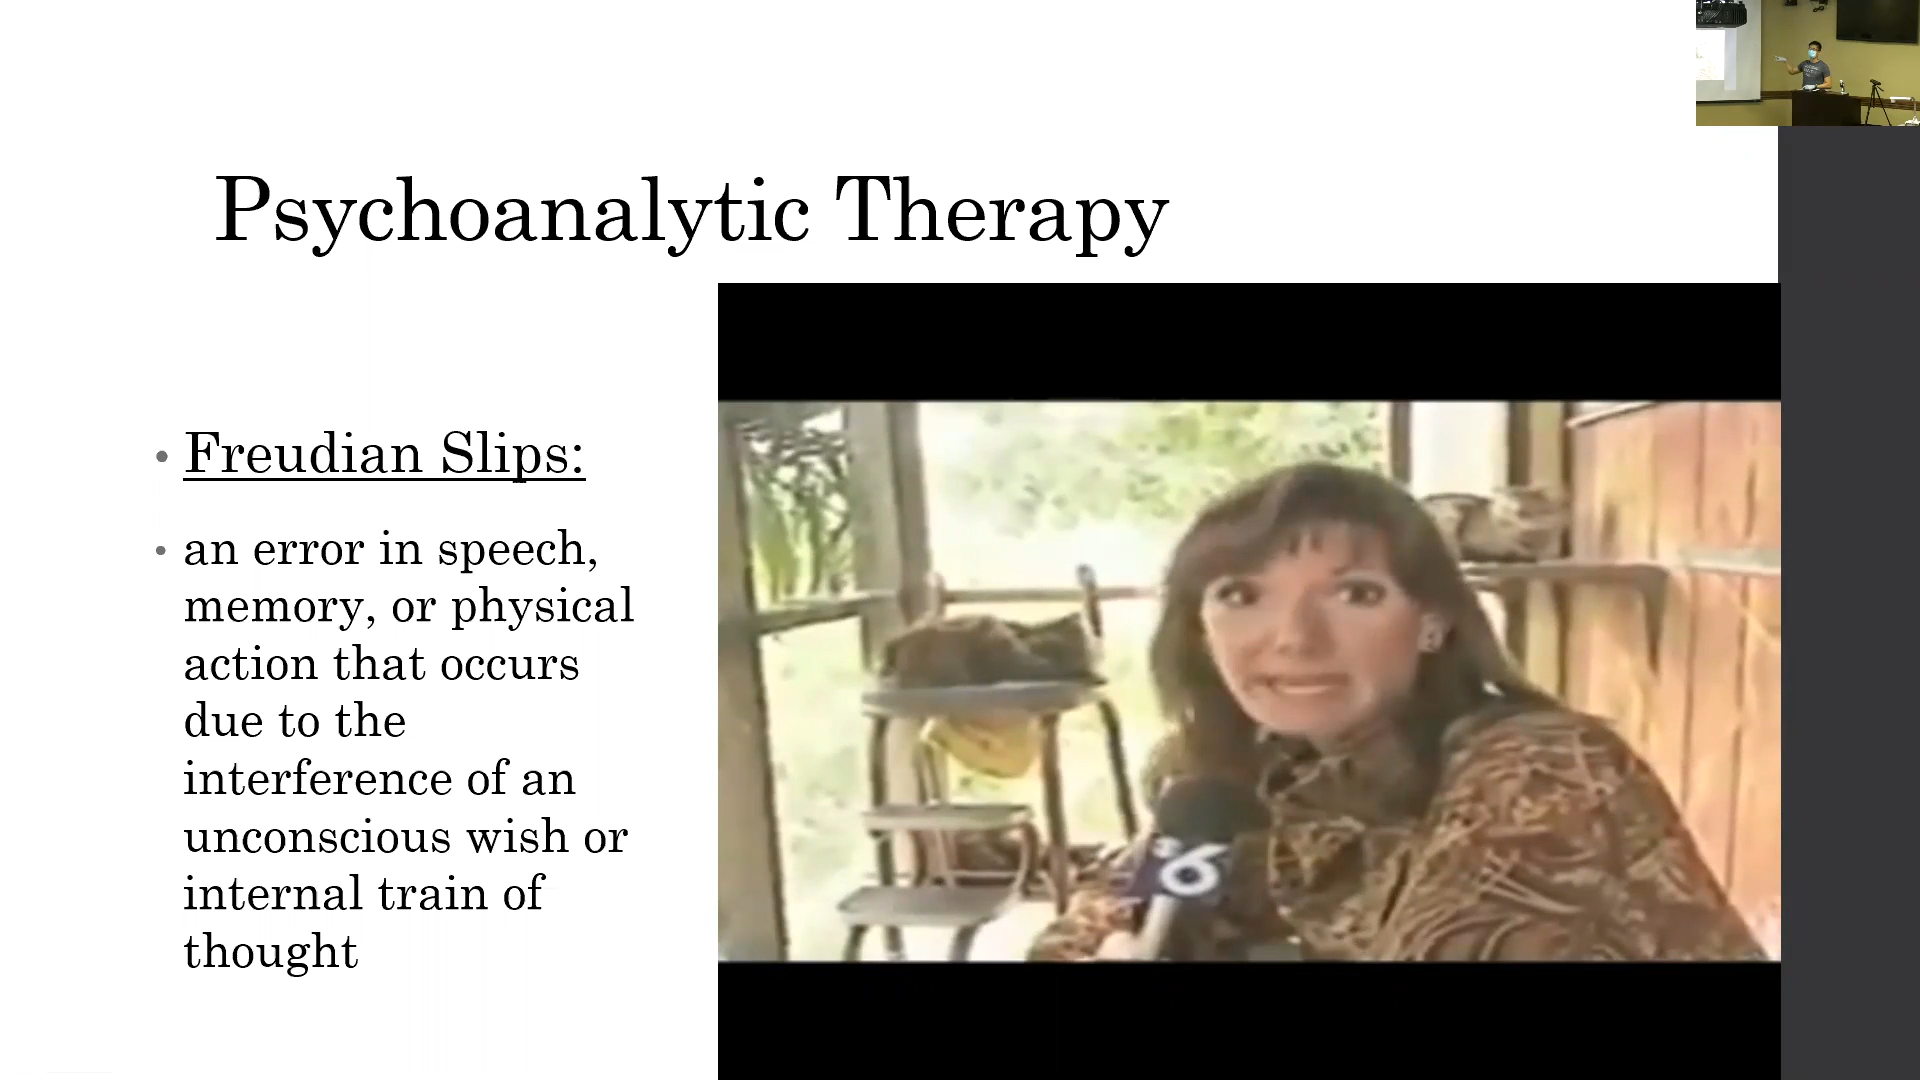 Psychoanalytic Therapy
• Freudian Slips:
• an error in speech,
memory, or physical
action that occurs
due to the
interference of an
unconscious wish or
internal train of
thought
6